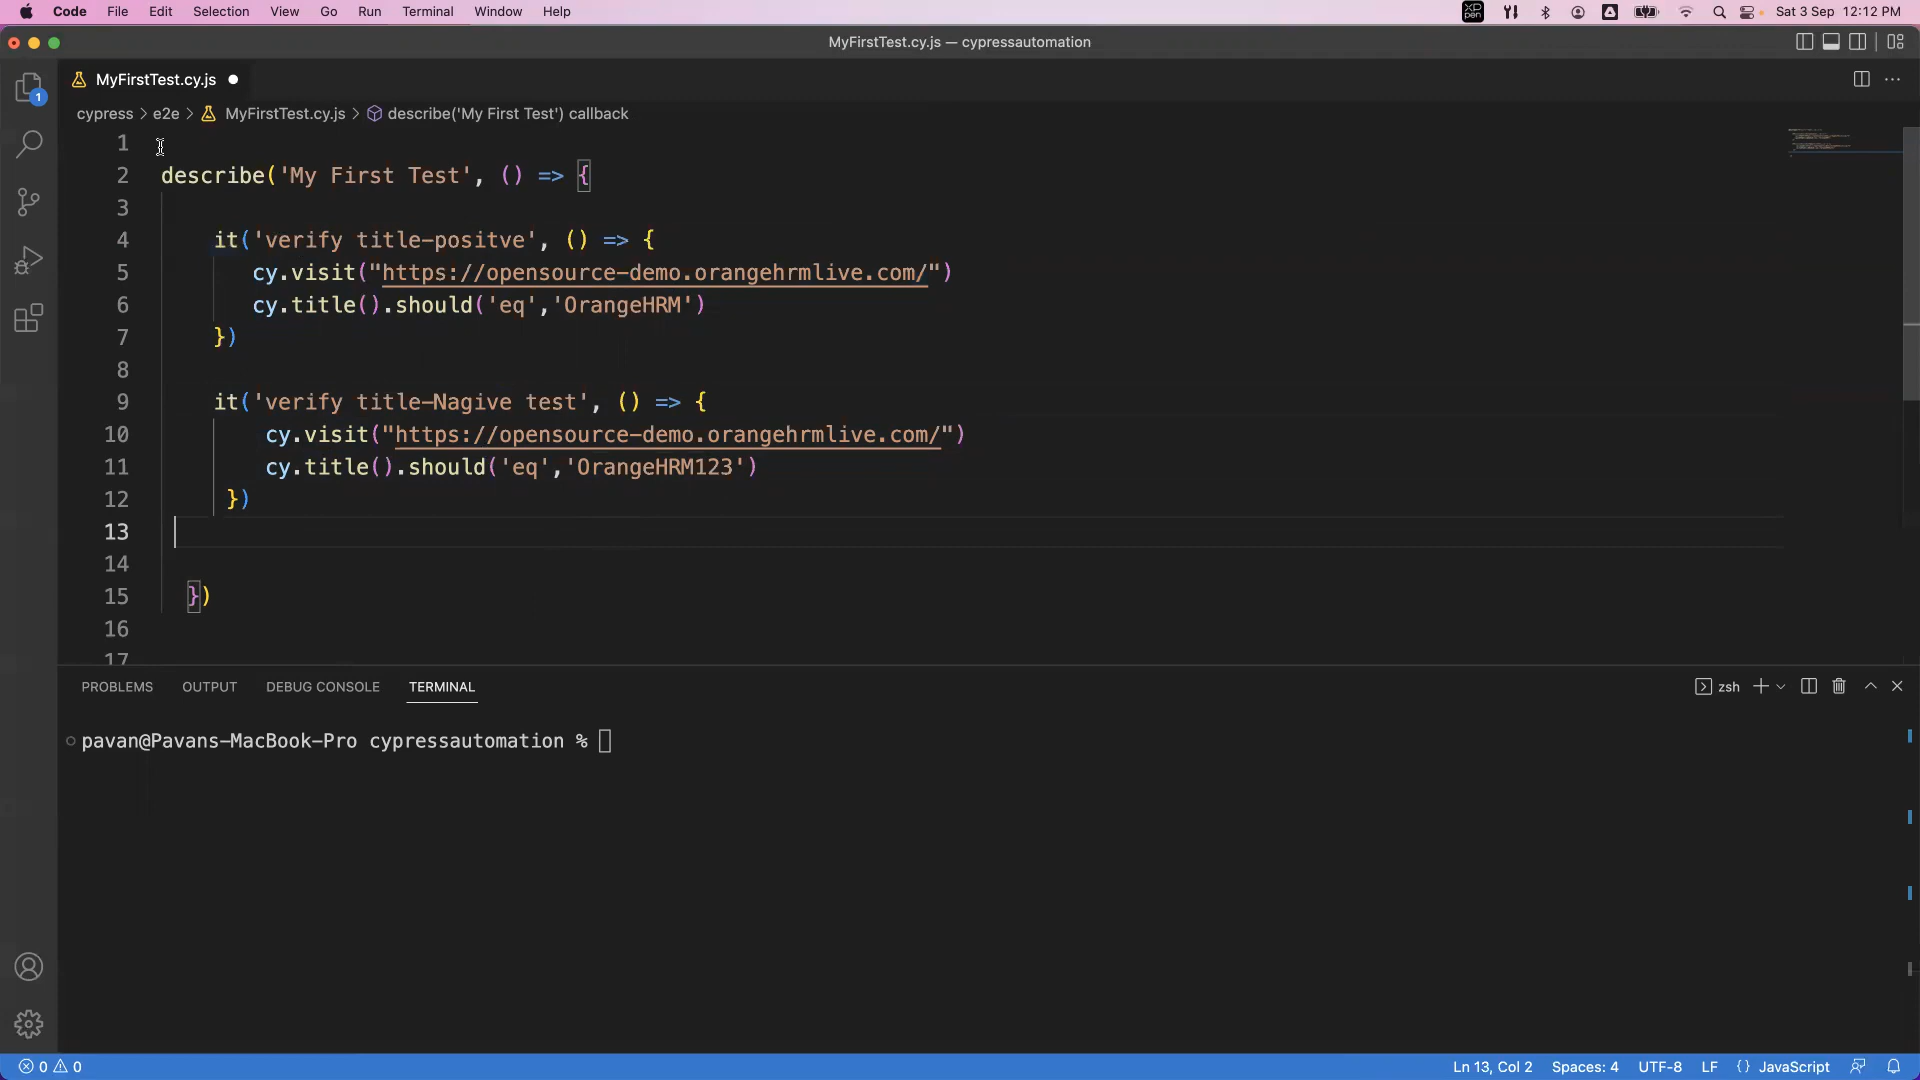 Code File Edit Selection View Go Run Terminal Window Help
XP PEN
Sat 3 Sep 12:12 PM
MyFirstTest.cy.js — cypressautomation
MyFirstTest.cy.js
1
cypress > e2e > MyFirstTest.cy.js > describe('My First Test') callback
1
2 describe('My First Test', () => {
3
4 it('verify title-positve', () => {
5 cy.visit("https://opensource-demo.orangehrmlive.com/")
6 cy.title().should('eq','OrangeHRM')
7 })
8
9 it('verify title-Nagive test', () => {
10 cy.visit("https://opensource-demo.orangehrmlive.com/")
11 cy.title().should('eq','OrangeHRM123')
12 })
13
14
15 })
16
17
PROBLEMS OUTPUT DEBUG CONSOLE TERMINAL
zsh
pavan@Pavans-MacBook-Pro cypressautomation %
0 0
Ln 13, Col 2 Spaces: 4 UTF-8 LF {} JavaScript